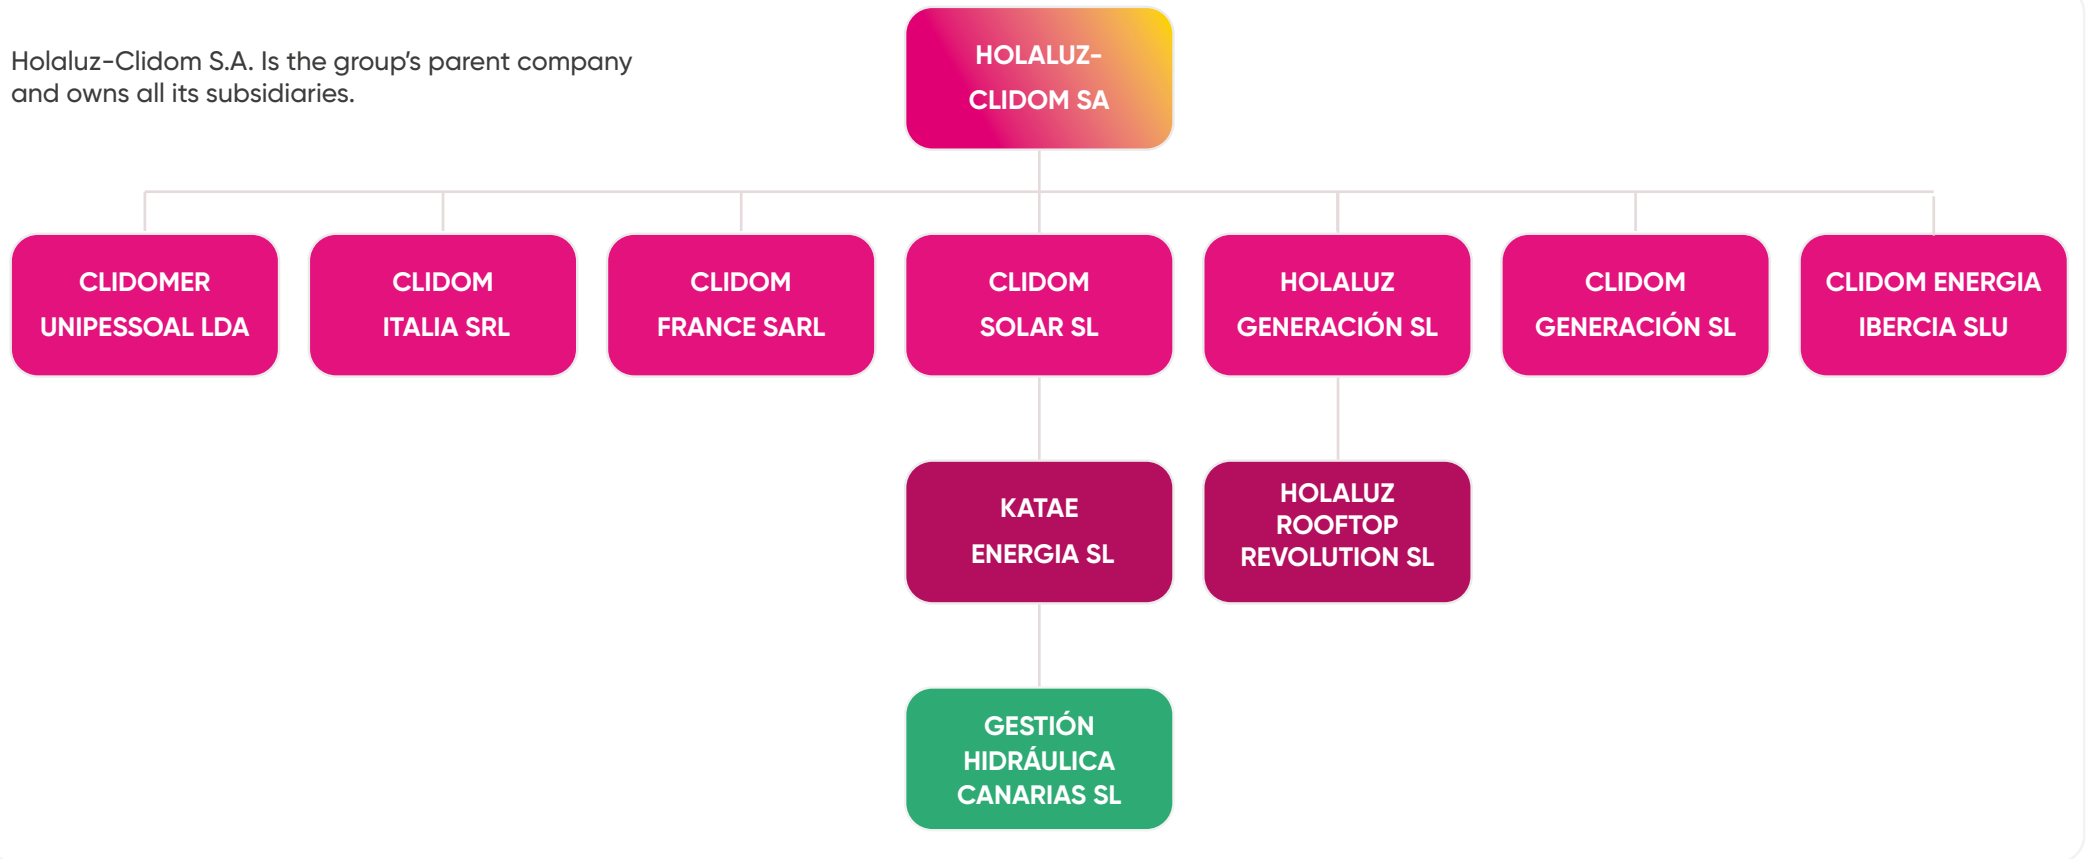 Holaluz-Clidom S.A. Is the group's parent company
and owns all its subsidiaries.
HOLALUZ-
CLIDOM SA
CLIDOMER
UNIPESSOAL LDA
CLIDOM
ITALIA SRL
CLIDOM
FRANCE SARL
CLIDOM
SOLAR SL
HOLALUZ
GENERACIÓN SL
CLIDOM
GENERACIÓN SL
CLIDOM ENERGIA
IBERCIA SLU
KATAE
ENERGIA SL
HOLALUZ
ROOFTOP
REVOLUTION SL
GESTIÓN
HIDRÁULICA
CANARIAS SL